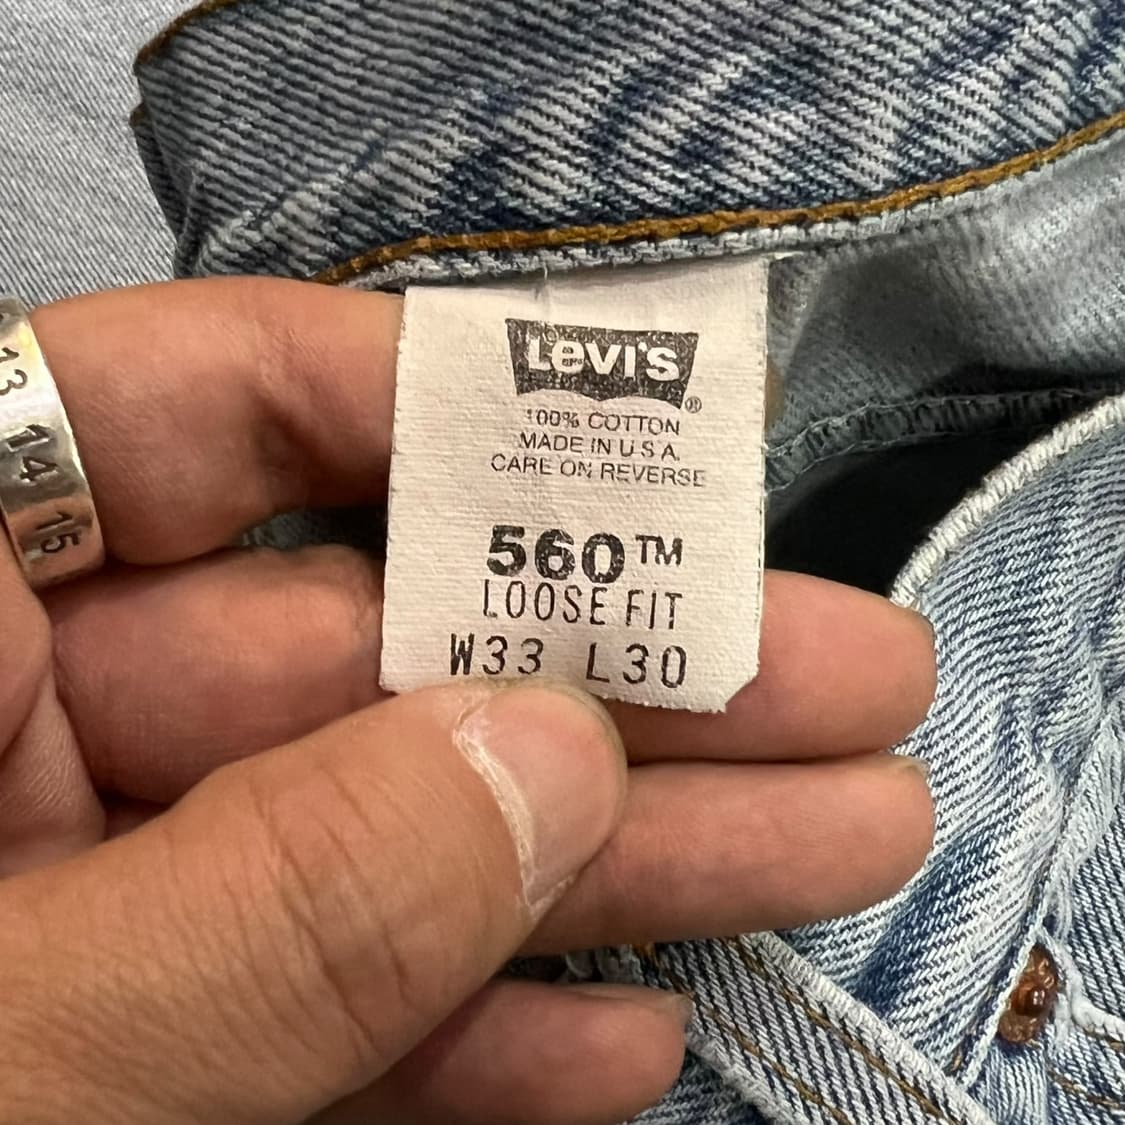 13
14
15
Levi's
®
100% COTTON
MADE IN U.S.A.
CARE ON REVERSE
560™
LOOSE FIT
W33 L30